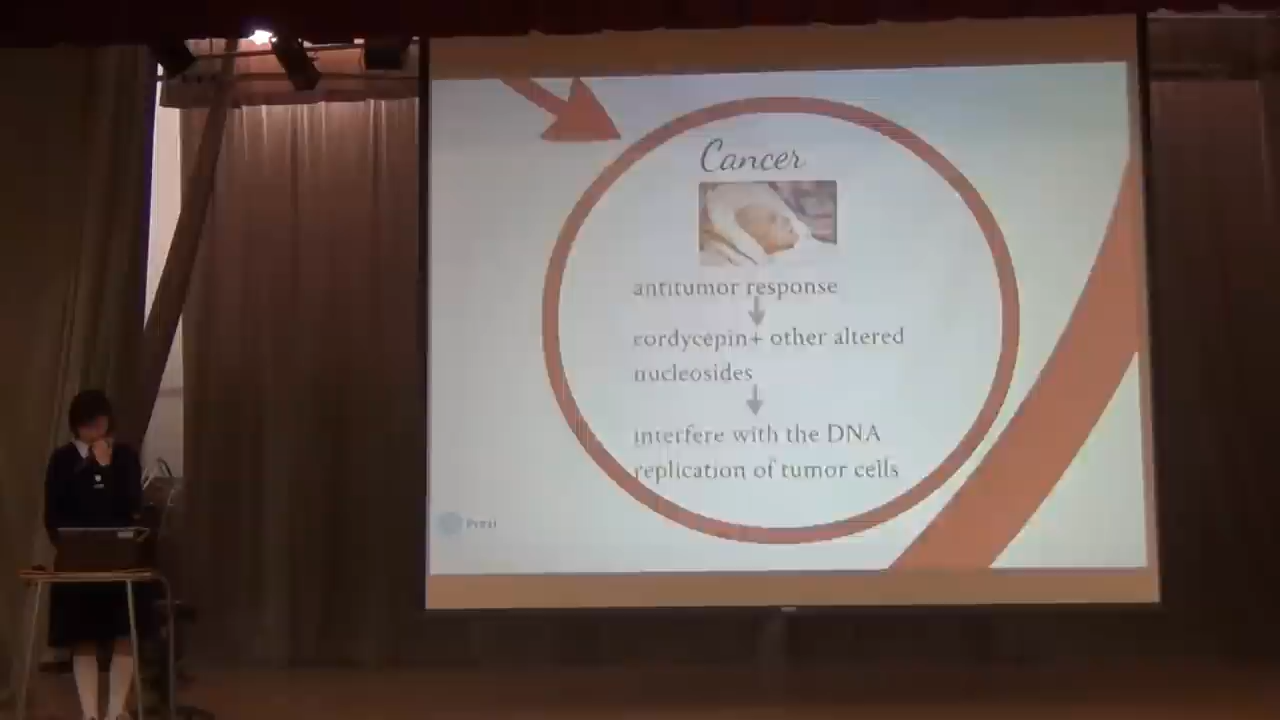 Cancer
antitumor response
cordycepin+ other altered
nucleosides
interfere with the DNA
replication of tumor cells
Prezi